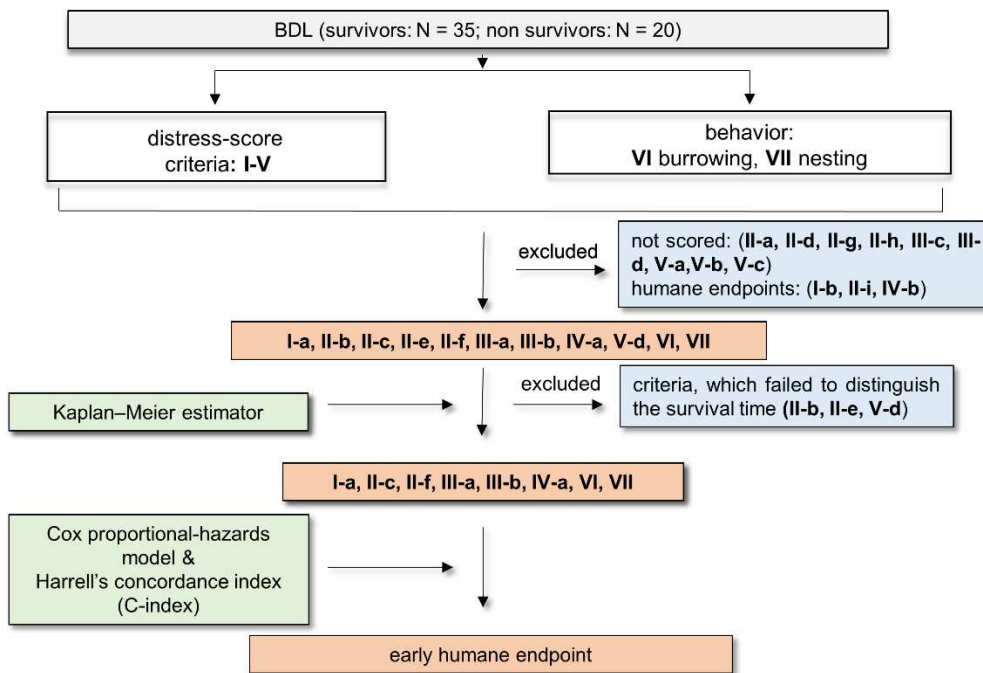 BDL (survivors: N = 35; non survivors: N = 20)
distress-score
criteria: I-V
behavior:
VI burrowing, VII nesting
excluded
not scored: (II-a, II-d, II-g, II-h, III-c, III-
d, V-a,V-b, V-c)
humane endpoints: (I-b, II-i, IV-b)
I-a, II-b, II-c, II-e, II-f, III-a, III-b, IV-a, V-d, VI, VII
Kaplan–Meier estimator
excluded
criteria, which failed to distinguish
the survival time (II-b, II-e, V-d)
I-a, II-c, II-f, III-a, III-b, IV-a, VI, VII
Cox proportional-hazards
model &
Harrell's concordance index
(C-index)
early humane endpoint